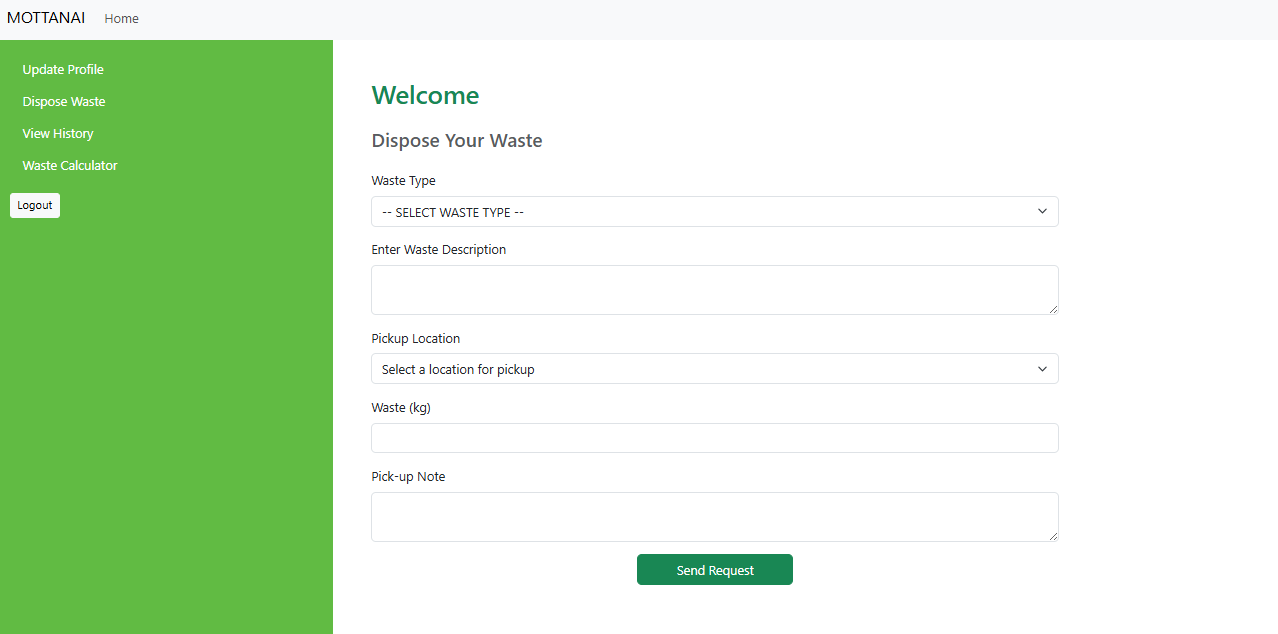 MOTTANAI Home
Update Profile
Dispose Waste
View History
Waste Calculator
Logout
Welcome
Dispose Your Waste
Waste Type
-- SELECT WASTE TYPE --
Enter Waste Description
Pickup Location
Select a location for pickup
Waste (kg)
Pick-up Note
Send Request